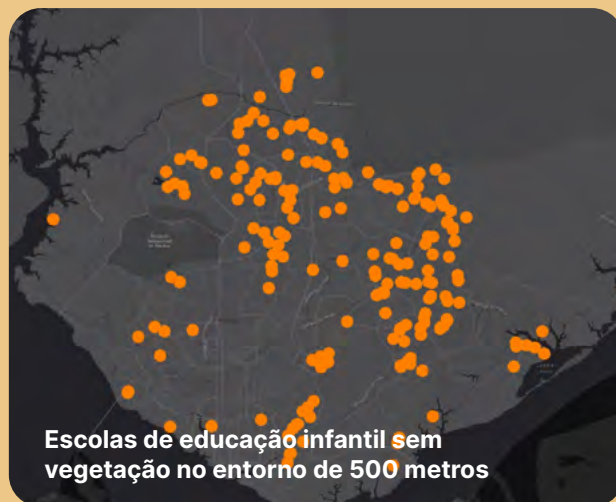 Escolas de educação infantil sem
vegetação no entorno de 500 metros